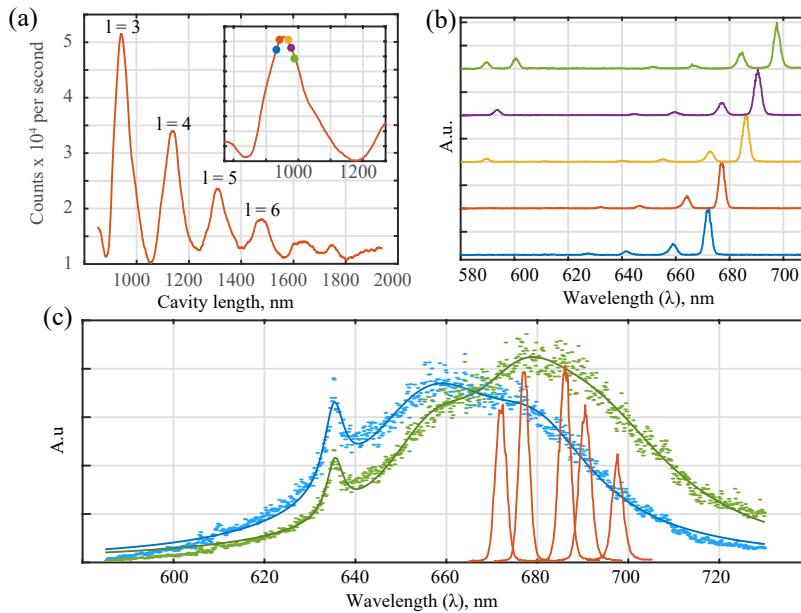 (a)
Counts x 10⁴ per second
5
4
3
2
1
l = 3
l = 4
l = 5
l = 6
1000
1200
1000
1200
1400
1600
1800
2000
Cavity length, nm
(b)
A.u.
580
600
620
640
660
680
700
Wavelength (λ), nm
(c)
A.u
600
620
640
660
680
700
720
Wavelength (λ), nm